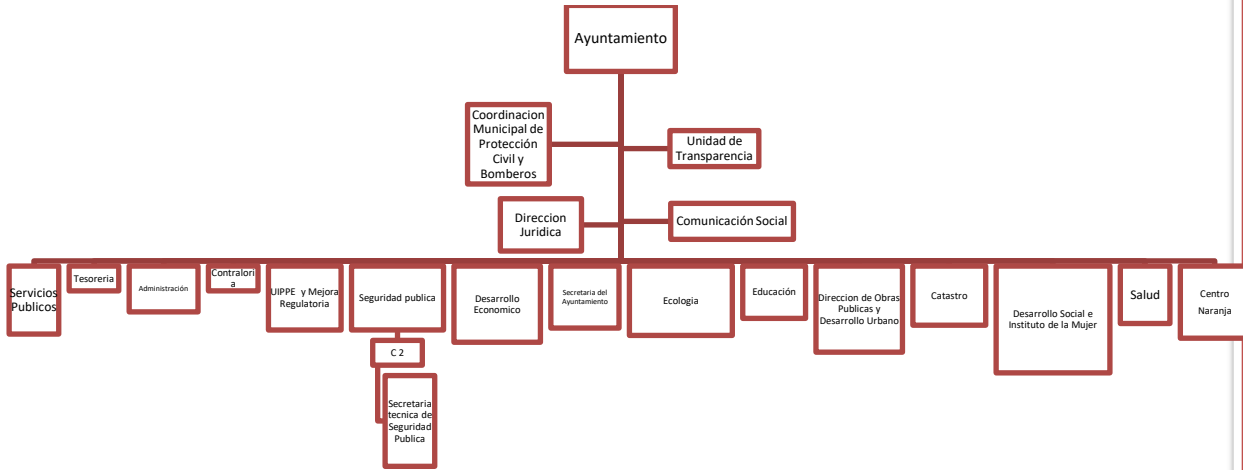 Ayuntamiento
Coordinacion
Municipal de
Protección
Civil y
Bomberos
Unidad de
Transparencia
Direccion
Juridica
Comunicación Social
Servicios
Publicos
Tesoreria
Administración
Contralori
a
UIPPE y Mejora
Regulatoria
Seguridad publica
Desarrollo
Economico
Secretaria del
Ayuntamiento
Ecologia
Educación
Direccion de Obras
Publicas y
Desarrollo Urbano
Catastro
Desarrollo Social e
Instituto de la Mujer
Salud
Centro
Naranja
C 2
Secretaria
tecnica de
Seguridad
Publica